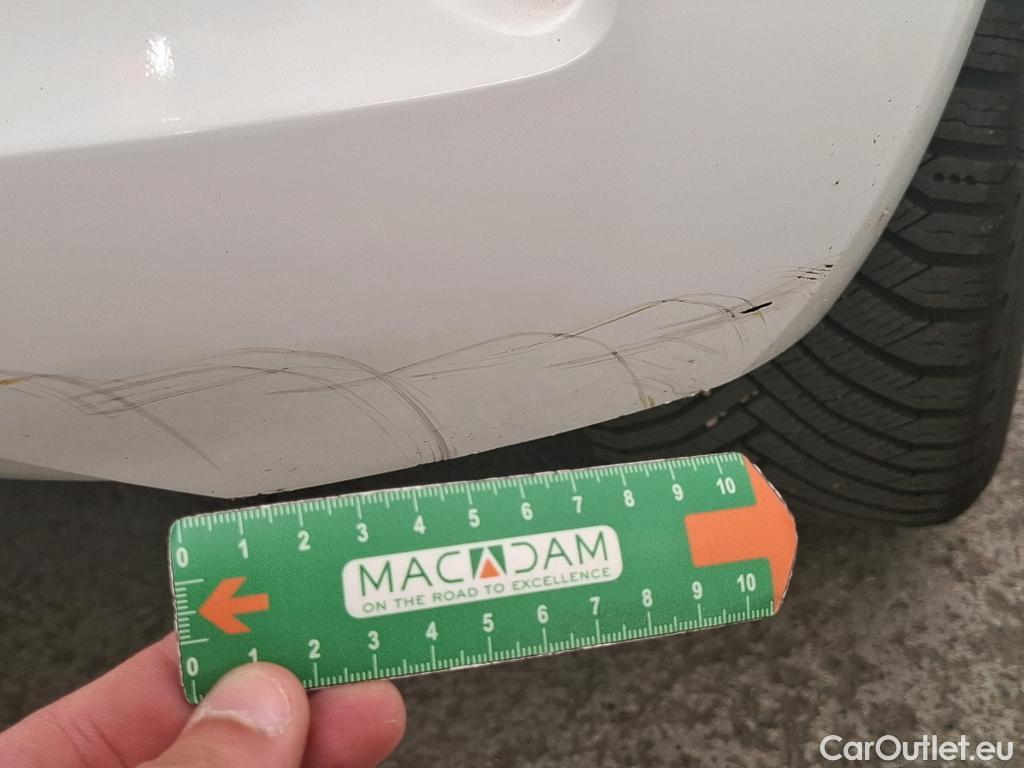 0 1 2 3 4 5 6 7 8 9 10
MACADAM
ON THE ROAD TO EXCELLENCE
0 1 2 3 4 5 6 7 8 9 10
CarOutlet.eu